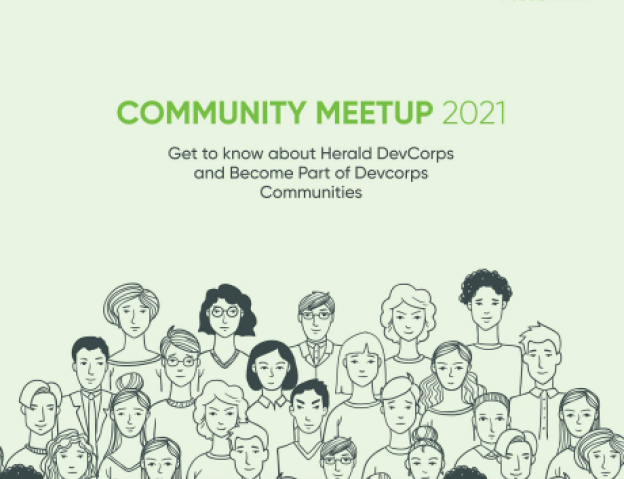 COMMUNITY MEETUP 2021
Get to know about Herald DevCorps
and Become Part of Devcorps
Communities